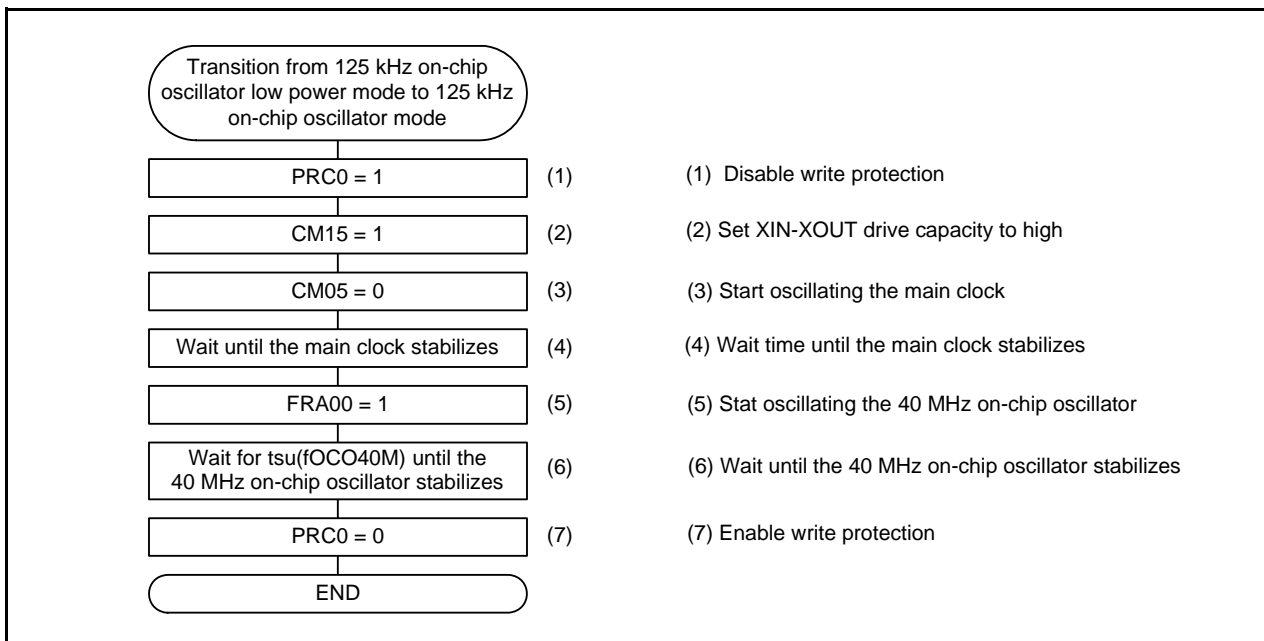 Transition from 125 kHz on-chip
oscillator low power mode to 125 kHz
on-chip oscillator mode
PRC0 = 1
(1)
(1) Disable write protection
CM15 = 1
(2)
(2) Set XIN-XOUT drive capacity to high
CM05 = 0
(3)
(3) Start oscillating the main clock
Wait until the main clock stabilizes
(4)
(4) Wait time until the main clock stabilizes
FRA00 = 1
(5)
(5) Stat oscillating the 40 MHz on-chip oscillator
Wait for tsu(fOCO40M) until the
40 MHz on-chip oscillator stabilizes
(6)
(6) Wait until the 40 MHz on-chip oscillator stabilizes
PRC0 = 0
(7)
(7) Enable write protection
END